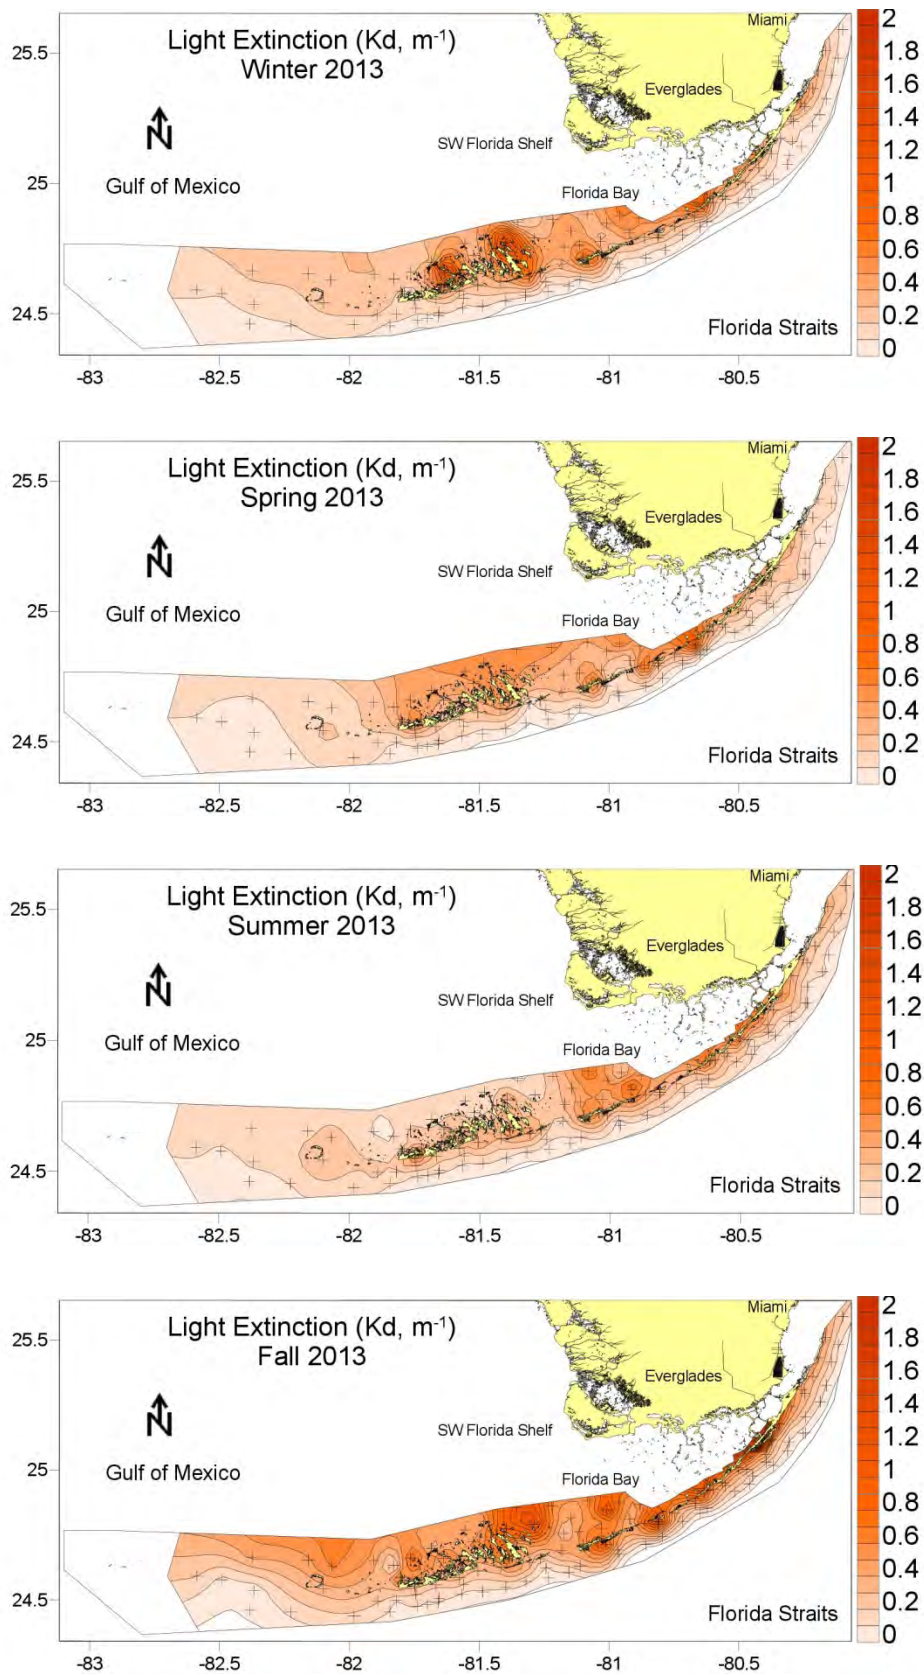 Light Extinction (Kd, m⁻¹)
Winter 2013
Miami
Everglades
SW Florida Shelf
Florida Bay
N
Gulf of Mexico
Florida Straits
25.5
25
24.5
-83
-82.5
-82
-81.5
-81
-80.5
2
1.8
1.6
1.4
1.2
1
0.8
0.6
0.4
0.2
0
Light Extinction (Kd, m⁻¹)
Spring 2013
Miami
Everglades
SW Florida Shelf
Florida Bay
N
Gulf of Mexico
Florida Straits
25.5
25
24.5
-83
-82.5
-82
-81.5
-81
-80.5
2
1.8
1.6
1.4
1.2
1
0.8
0.6
0.4
0.2
0
Light Extinction (Kd, m⁻¹)
Summer 2013
Miami
Everglades
SW Florida Shelf
Florida Bay
N
Gulf of Mexico
Florida Straits
25.5
25
24.5
-83
-82.5
-82
-81.5
-81
-80.5
2
1.8
1.6
1.4
1.2
1
0.8
0.6
0.4
0.2
0
Light Extinction (Kd, m⁻¹)
Fall 2013
Miami
Everglades
SW Florida Shelf
Florida Bay
N
Gulf of Mexico
Florida Straits
25.5
25
24.5
-83
-82.5
-82
-81.5
-81
-80.5
2
1.8
1.6
1.4
1.2
1
0.8
0.6
0.4
0.2
0